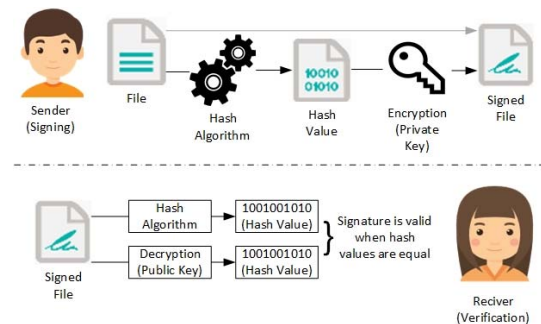 Sender
(Signing)
File
Hash
Algorithm
10010
01010
Hash
Value
Encryption
(Private
Key)
Signed
File
Signed
File
Hash
Algorithm
1001001010
(Hash Value)
Decryption
(Public Key)
1001001010
(Hash Value)
Signature is valid
when hash
values are equal
Reciver
(Verification)